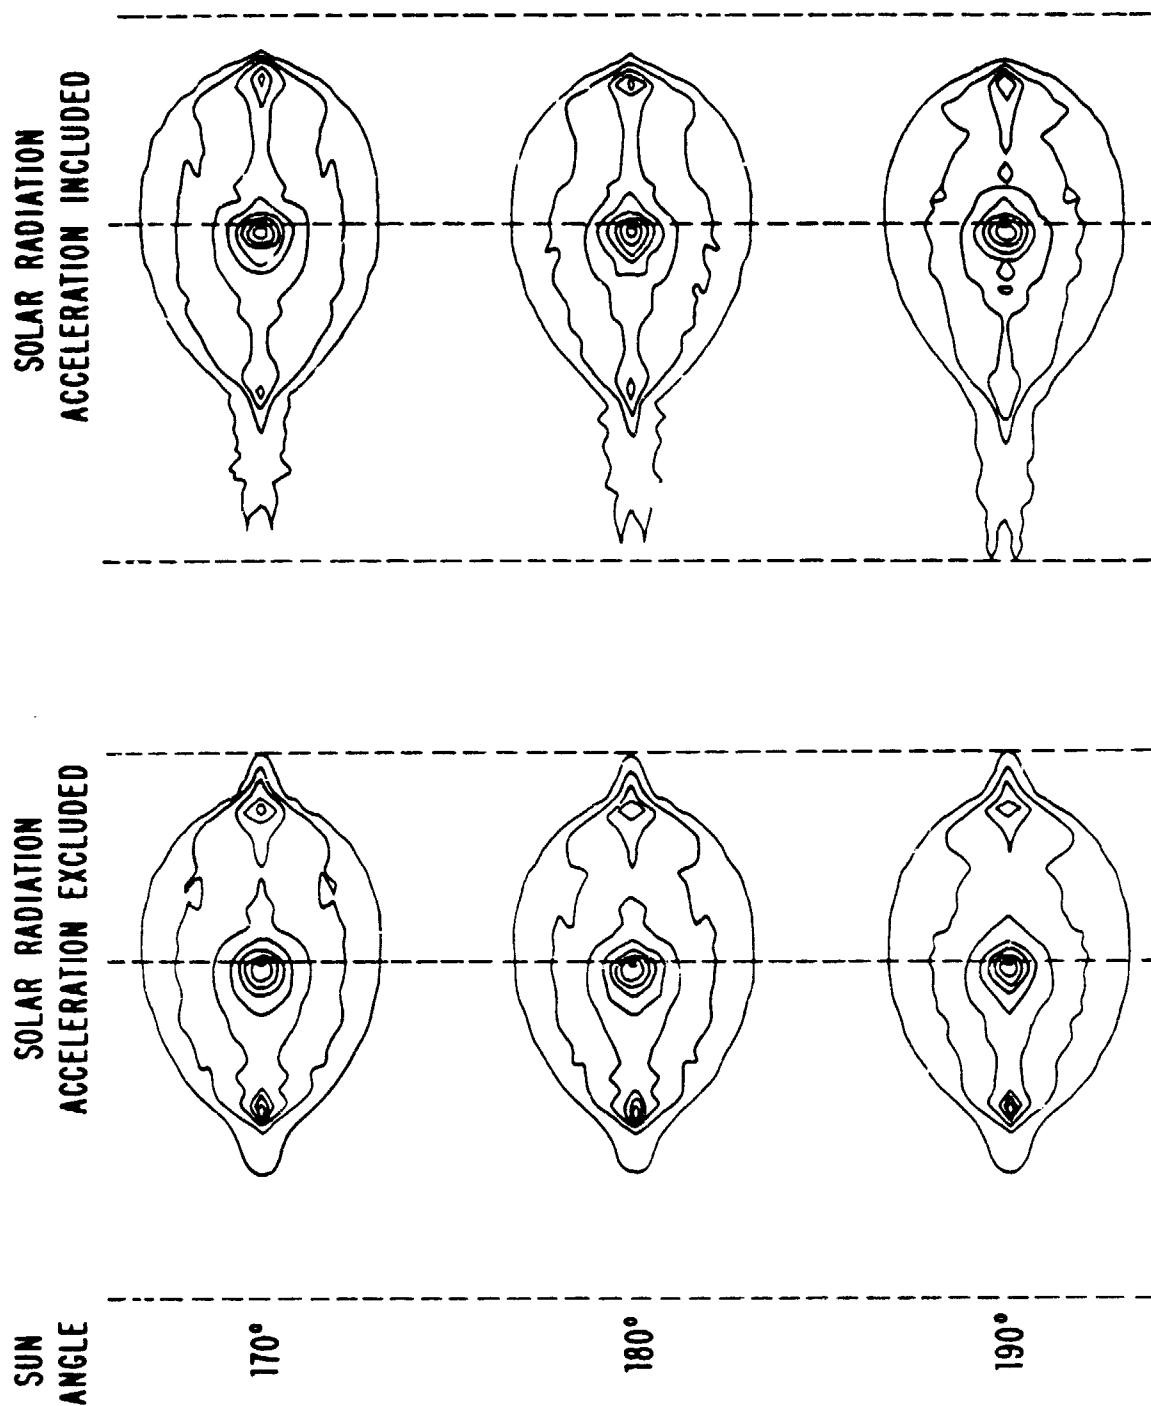 SUN
ANGLE
SOLAR RADIATION
ACCELERATION EXCLUDED
SOLAR RADIATION
ACCELERATION INCLUDED
170°
180°
190°